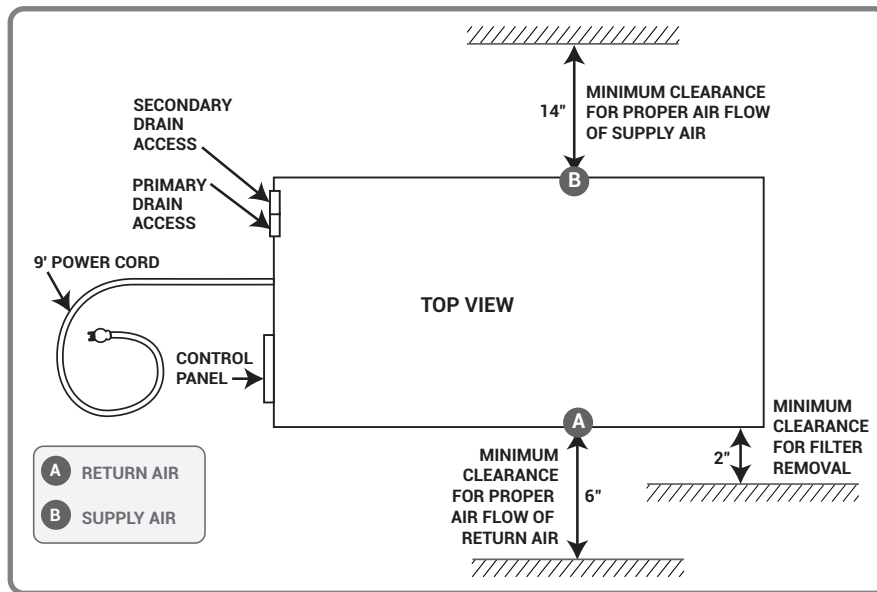 SECONDARY
DRAIN
ACCESS
PRIMARY
DRAIN
ACCESS
9' POWER CORD
CONTROL
PANEL
TOP VIEW
14"
MINIMUM CLEARANCE
FOR PROPER AIR FLOW
OF SUPPLY AIR
B
A
MINIMUM
CLEARANCE
FOR PROPER
AIR FLOW OF
RETURN AIR
6"
2"
MINIMUM
CLEARANCE
FOR FILTER
REMOVAL
A RETURN AIR
B SUPPLY AIR